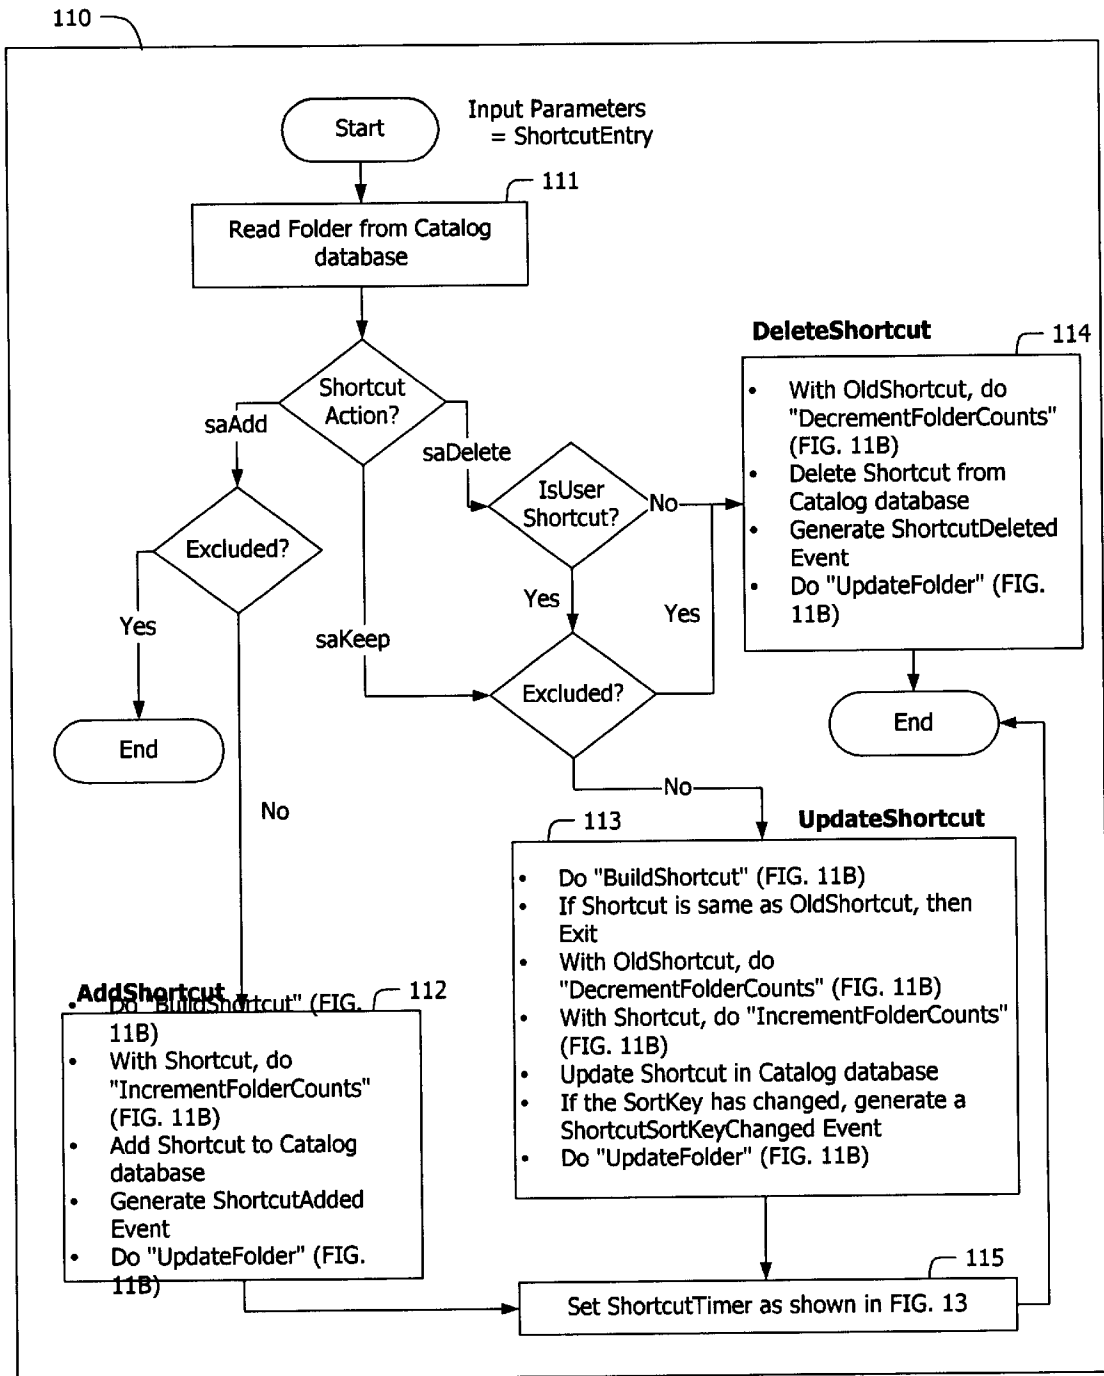 110
Start
Input Parameters
= ShortcutEntry
111
Read Folder from Catalog
database
DeleteShortcut
114
• With OldShortcut, do
"DecrementFolderCounts"
(FIG. 11B)
• Delete Shortcut from
Catalog database
• Generate ShortcutDeleted
Event
• Do "UpdateFolder" (FIG.
11B)
Shortcut
Action?
saAdd
saDelete
saKeep
IsUser
Shortcut?
No
Yes
Yes
Excluded?
Yes
Excluded?
End
End
No
No
113
UpdateShortcut
• Do "BuildShortcut" (FIG. 11B)
• If Shortcut is same as OldShortcut, then
Exit
• With OldShortcut, do
"DecrementFolderCounts" (FIG. 11B)
• With Shortcut, do "IncrementFolderCounts"
(FIG. 11B)
• Update Shortcut in Catalog database
• If the SortKey has changed, generate a
ShortcutSortKeyChanged Event
• Do "UpdateFolder" (FIG. 11B)
AddShortcut
112
• Do "BuildShortcut" (FIG.
11B)
• With Shortcut, do
"IncrementFolderCounts"
(FIG. 11B)
• Add Shortcut to Catalog
database
• Generate ShortcutAdded
Event
• Do "UpdateFolder" (FIG.
11B)
115
Set ShortcutTimer as shown in FIG. 13